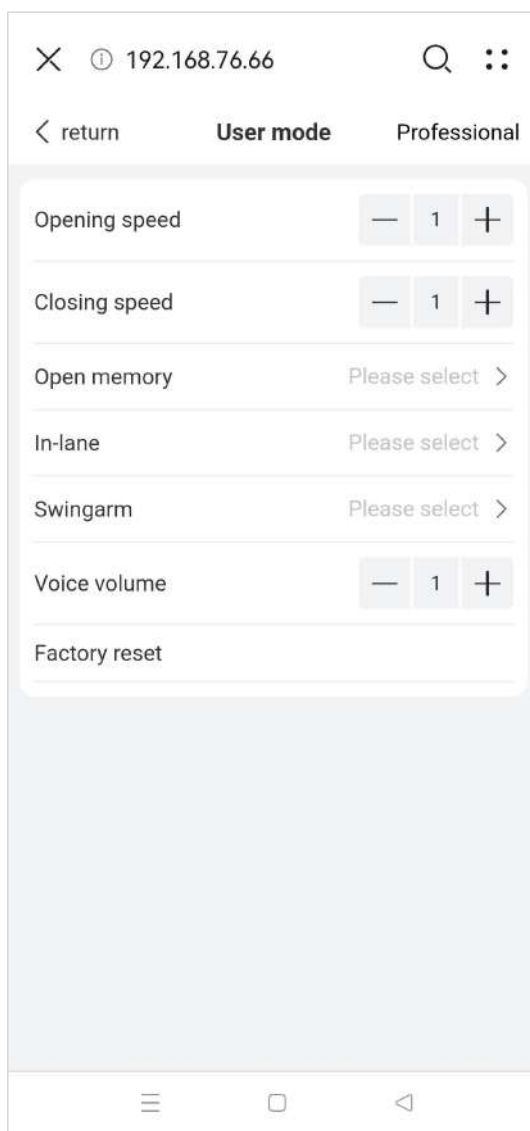 192.168.76.66
return User mode Professional
Opening speed 1
Closing speed 1
Open memory Please select
In-lane Please select
Swingarm Please select
Voice volume 1
Factory reset